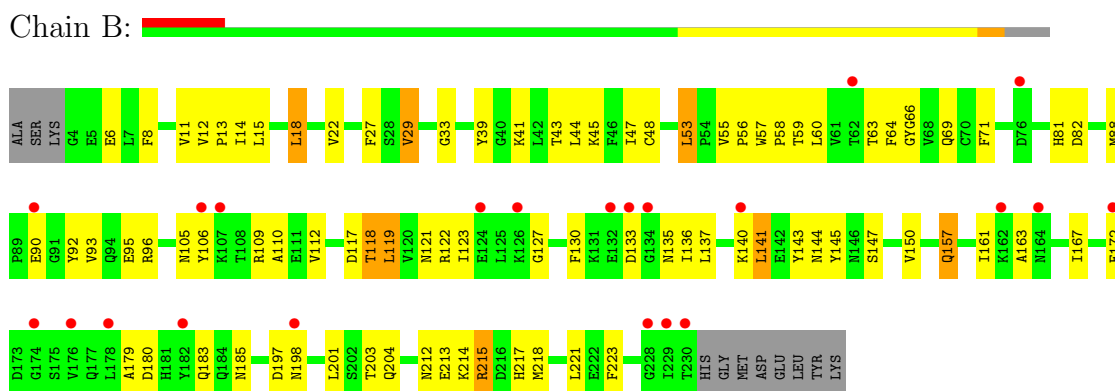 Chain B:
ALA SER LYS G4 E5 E6 L7 F8 V11 V12 P13 I14 L15 L18 V22 F27 S28 V29 G33 Y39 G40 K41 L42 T43 L44 K45 F46 I47 C48 L53 P54 V55 P56 W57 P58 T59 L60 V61 T62 T63 F64 GYG66 V68 Q69 C70 F71 D76 H81 D82 M88
P89 E90 G91 Y92 V93 Q94 E95 R96 N105 Y106 K107 T108 R109 A110 E111 V112 D117 T118 L119 V120 N121 R122 I123 E124 L125 K126 G127 F130 K131 E132 D133 G134 N135 I136 L137 K140 L141 E142 Y143 N144 Y145 N146 S147 V150 Q157 I161 K162 A163 N164 I167
D173 G174 S175 V176 Q177 L178 A179 D180 H181 Y182 Q183 Q184 N185 D197 N198 L201 S202 T203 Q204 N212 E213 K214 R215 D216 H217 M218 L221 E222 F223 G228 I229 T230 HIS GLY MET ASP GLU LEU TYR LYS